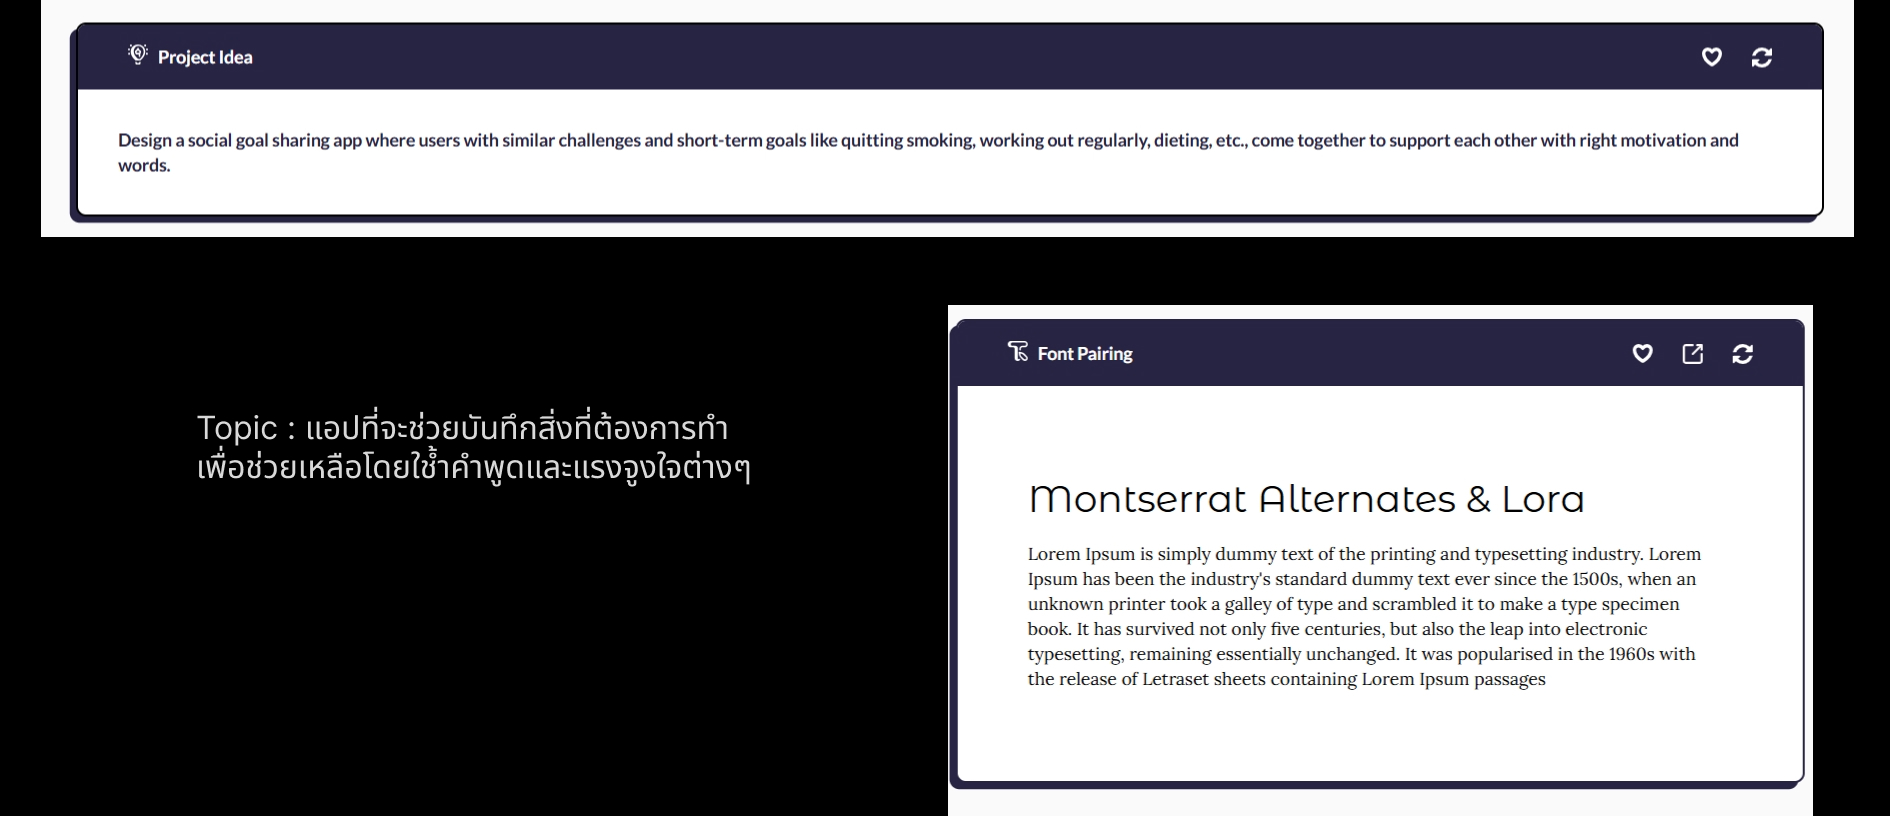 Project Idea
Design a social goal sharing app where users with similar challenges and short-term goals like quitting smoking, working out regularly, dieting, etc., come together to support each other with right motivation and
words.
Topic : แอปที่จะช่วยบันทึกสิ่งที่ต้องการทำ
เพื่อช่วยเหลือโดยใช้ำคำพูดและแรงจูงใจต่างๆ
Font Pairing
Montserrat Alternates & Lora
Lorem Ipsum is simply dummy text of the printing and typesetting industry. Lorem
Ipsum has been the industry's standard dummy text ever since the 1500s, when an
unknown printer took a galley of type and scrambled it to make a type specimen
book. It has survived not only five centuries, but also the leap into electronic
typesetting, remaining essentially unchanged. It was popularised in the 1960s with
the release of Letraset sheets containing Lorem Ipsum passages